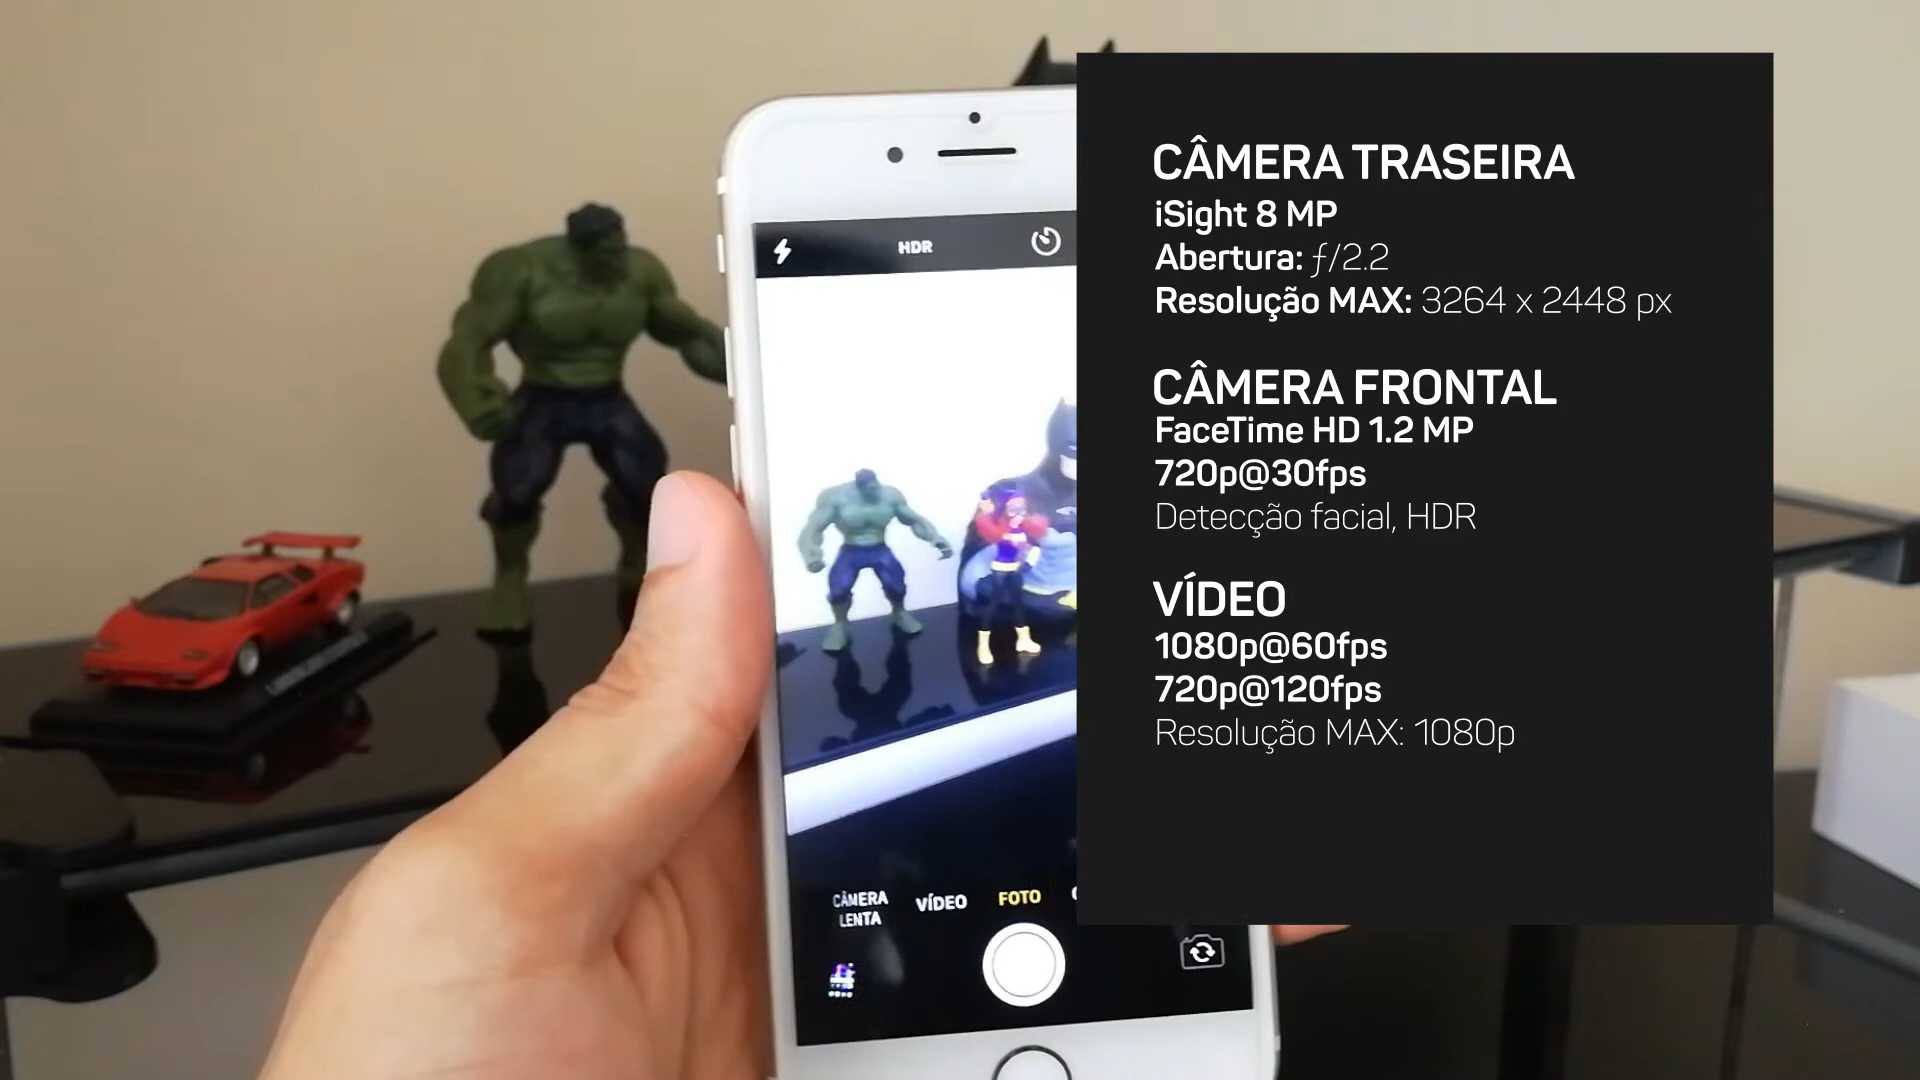 HDR
CÂMERA
LENTA
VÍDEO
FOTO
CÂMERA TRASEIRA
iSight 8 MP
Abertura: ƒ/2.2
Resolução MAX: 3264 x 2448 px
CÂMERA FRONTAL
FaceTime HD 1.2 MP
720p@30fps
Detecção facial, HDR
VÍDEO
1080p@60fps
720p@120fps
Resolução MAX: 1080p